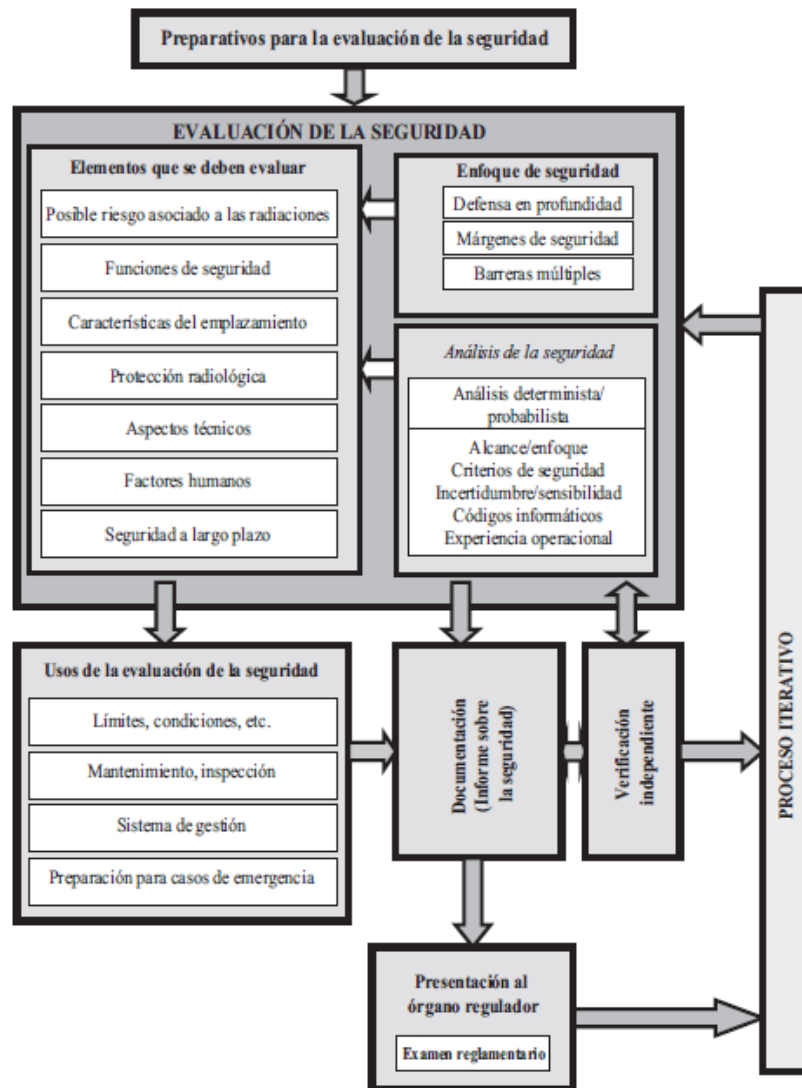 Preparativos para la evaluación de la seguridad
EVALUACIÓN DE LA SEGURIDAD
Elementos que se deben evaluar
Posible riesgo asociado a las radiaciones
Funciones de seguridad
Características del emplazamiento
Protección radiológica
Aspectos técnicos
Factores humanos
Seguridad a largo plazo
Enfoque de seguridad
Defensa en profundidad
Márgenes de seguridad
Barreras múltiples
Análisis de la seguridad
Análisis determinista/
probabilista
Alcance/enfoque
Criterios de seguridad
Incertidumbre/sensibilidad
Códigos informáticos
Experiencia operacional
Usos de la evaluación de la seguridad
Límites, condiciones, etc.
Mantenimiento, inspección
Sistema de gestión
Preparación para casos de emergencia
Documentación
(Informe sobre
la seguridad)
Verificación
independiente
PROCESO ITERATIVO
Presentación al
órgano regulador
Examen reglamentario